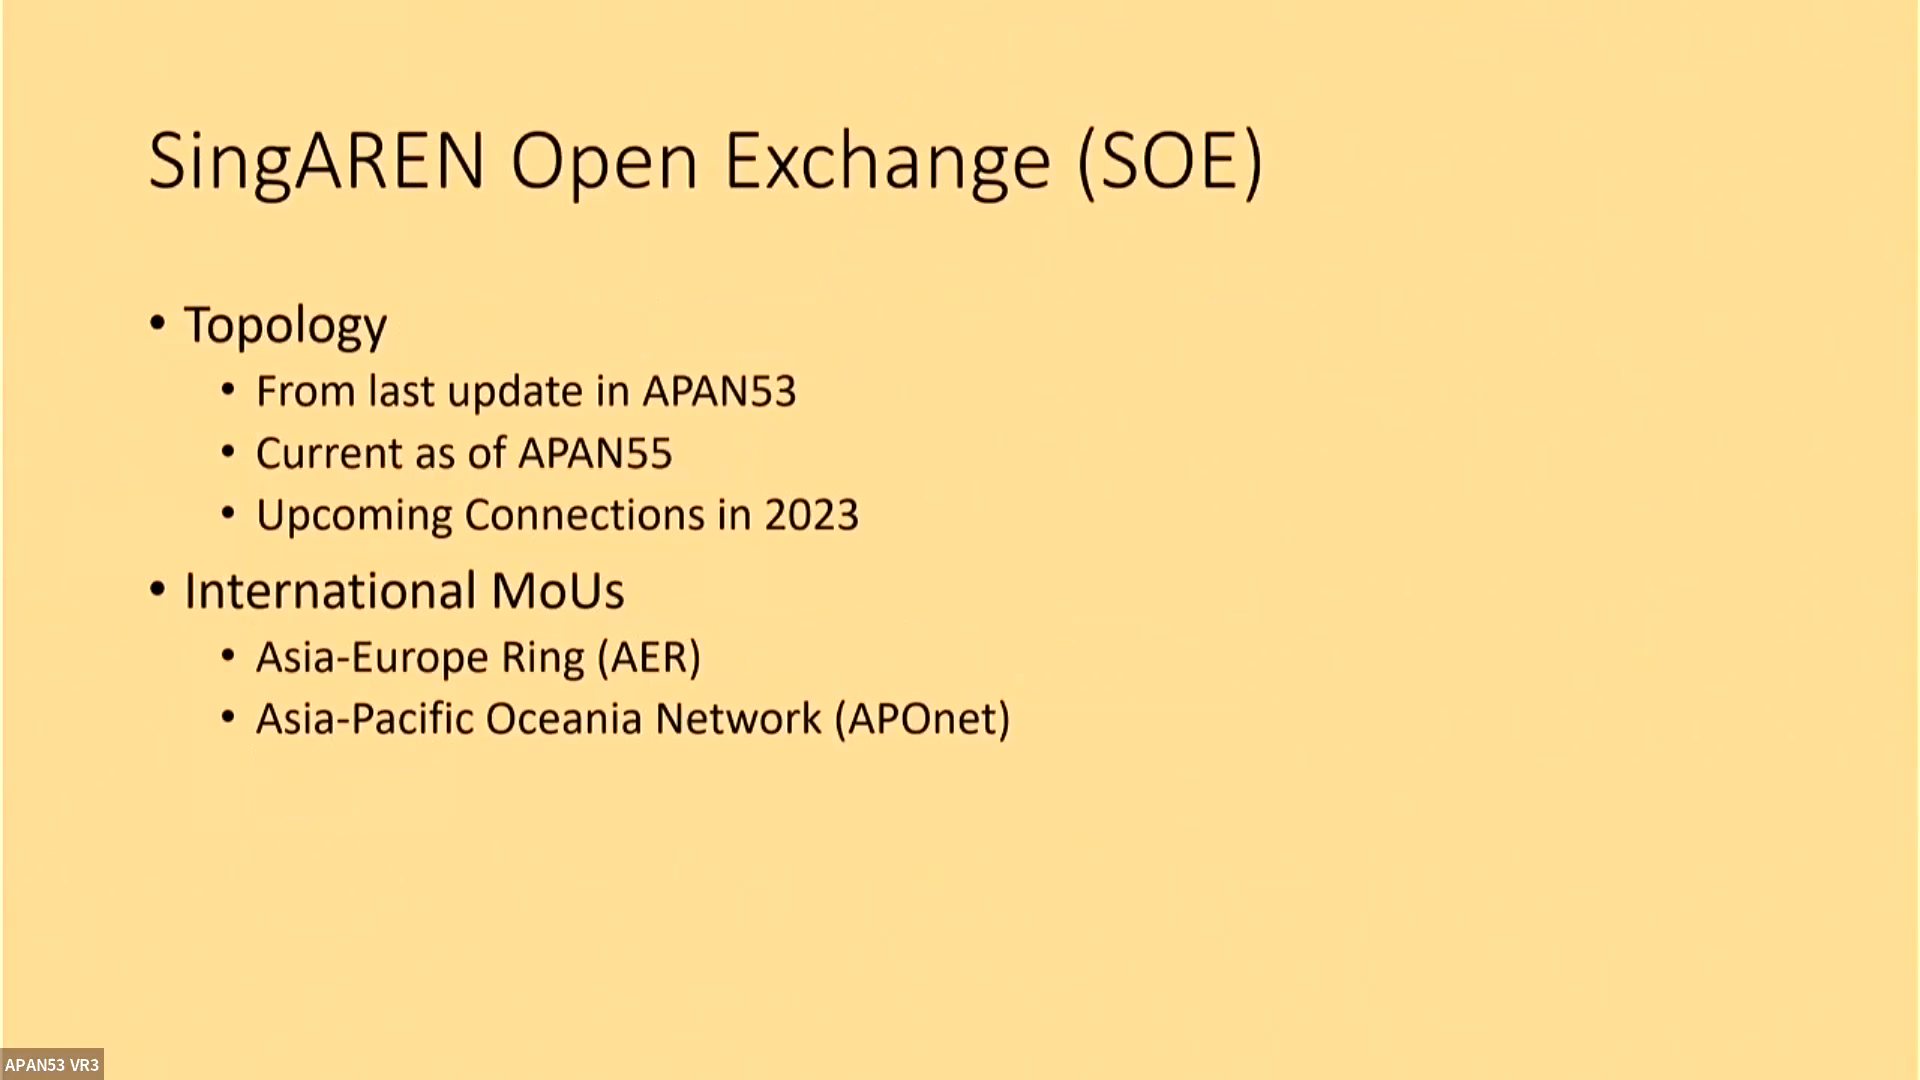 SingAREN Open Exchange (SOE)
• Topology
• From last update in APAN53
• Current as of APAN55
• Upcoming Connections in 2023
• International MoUs
• Asia-Europe Ring (AER)
• Asia-Pacific Oceania Network (APOnet)
APAN53 VR3